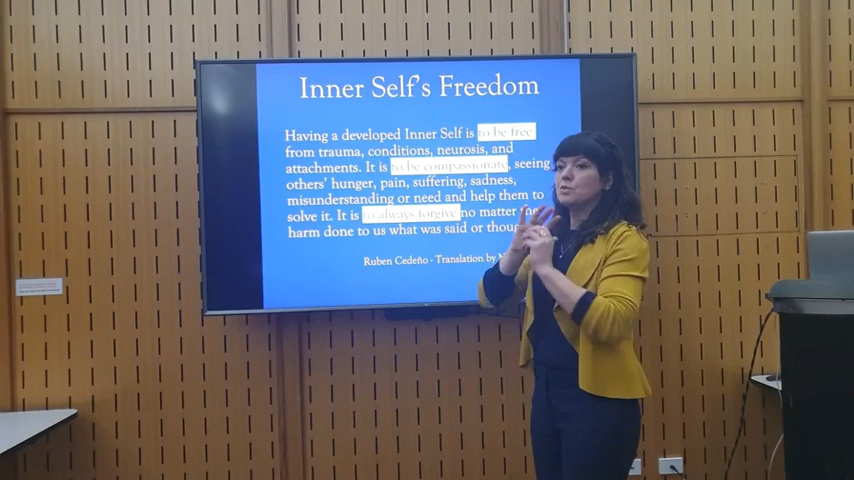 Inner Self's Freedom
Having a developed Inner Self is to be free
from trauma, conditions, neurosis, and
attachments. It is to be compassionate, seeing
others' hunger, pain, suffering, sadness,
misunderstanding or need and help them to
solve it. It is to always forgive no matter
harm done to us what was said or
Ruben Cedeño - Translation by